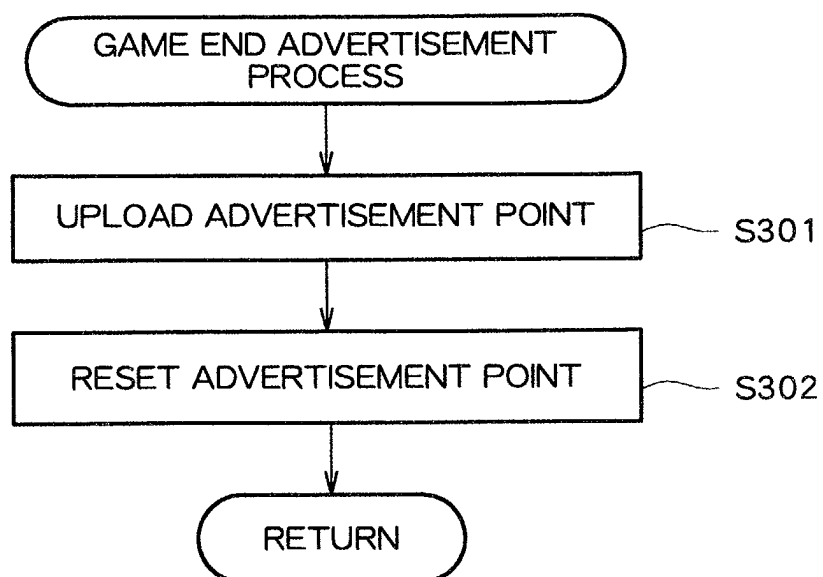 GAME END ADVERTISEMENT
PROCESS
UPLOAD ADVERTISEMENT POINT
S301
RESET ADVERTISEMENT POINT
S302
RETURN